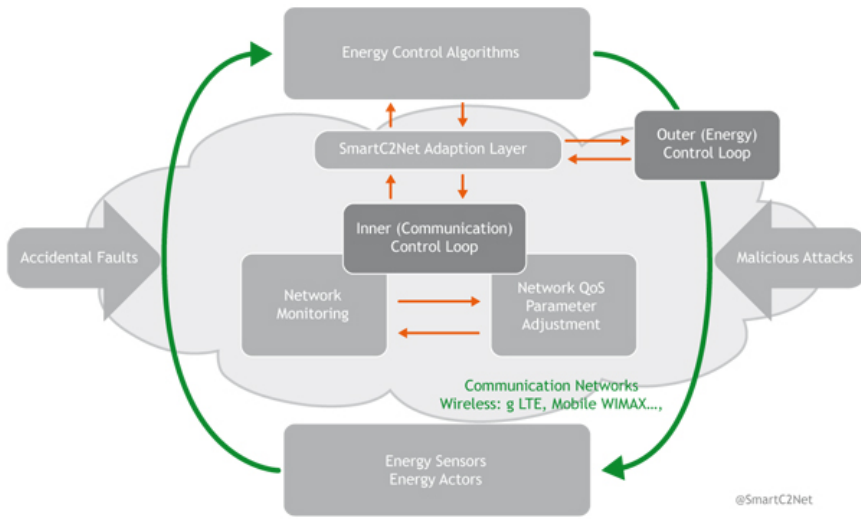 Energy Control Algorithms
SmartC2Net Adaption Layer
Outer (Energy)
Control Loop
Inner (Communication)
Control Loop
Accidental Faults
Malicious Attacks
Network
Monitoring
Network QoS
Parameter
Adjustment
Communication Networks
Wireless: g LTE, Mobile WIMAX…,
Energy Sensors
Energy Actors
@SmartC2Net